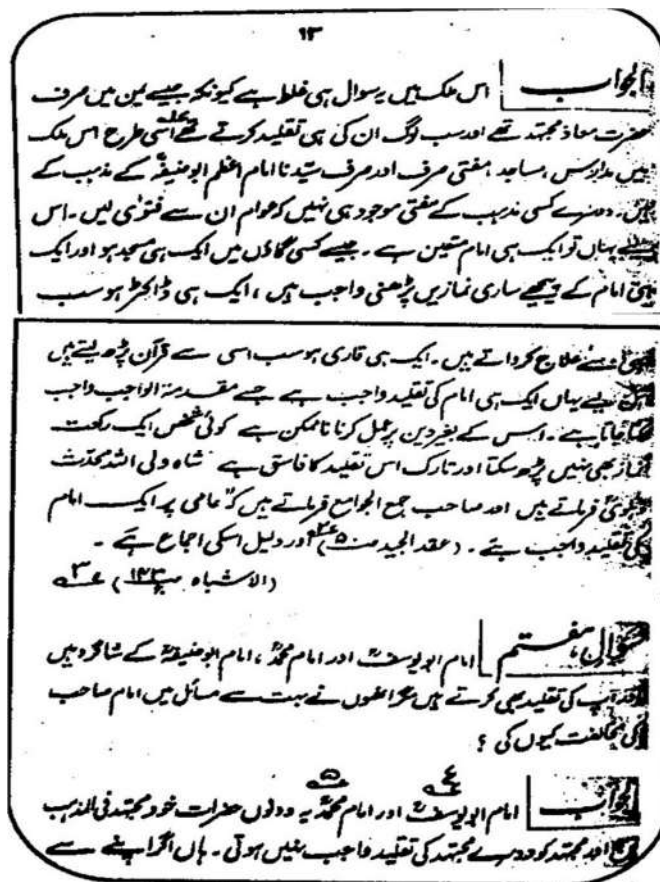 ۱۳
الجواب اس ملک میں یہ سوال ہی غلط ہے کیونکہ جیسے یمن میں صرف
حضرت معاذ مجتہد تھے اور سب لوگ ان کی ہی تقلید کرتے تھے اسی طرح اس ملک
میں مدارس، مساجد، مفتی صرف اور صرف سیدنا امام اعظم ابوحنیفہؒ کے مذہب کے
ہیں۔ دوسرے کسی مذہب کے مفتی موجود ہی نہیں کہ عوام ان سے فتویٰ لیں۔ اس
لئے یہاں تو ایک ہی امام متعین ہے۔ جیسے کسی گاؤں میں ایک ہی مسجد ہو اور ایک
ہی امام کے پیچھے ساری نمازیں پڑھنی واجب ہیں، ایک ہی ڈاکٹر ہو سب
سے علاج کرواتے ہیں۔ ایک ہی قاری ہو سب اسی سے قرآن پڑھ لیتے ہیں
یہاں ایک ہی امام کی تقلید واجب ہے جسے مقدمۃ الواجب واجب
کہا جاتا ہے۔ اس کے بغیر دین پر عمل کرنا ناممکن ہے کوئی شخص ایک رکعت
نماز بھی نہیں پڑھ سکتا اور تارک اس تقلید کا فاسق ہے شاہ ولی اللہ محدث
دہلویؒ فرماتے ہیں اور صاحب جمع الجوامع فرماتے ہیں کہ عامی پر ایک امام
کی تقلید واجب ہے۔ (عقد الجید) اور دلیل اسکی اجماع ہے۔
(الاشباہ) ۳
سوال ہفتم امام ابویوسفؒ اور امام محمدؒ، امام ابوحنیفہؒ کے شاگرد ہیں
کی تقلید بھی کرتے ہیں مگر انھوں نے بہت سے مسائل میں امام صاحب
کی مخالفت کیوں کی؟
الجواب امام ابویوسفؒ ۴ اور امام محمدؒ ۵ یہ دونوں حضرات خود مجتہد فی المذہب
اور مجتہد کو دوسرے مجتہد کی تقلید واجب نہیں ہوتی۔ ہاں اگر اپنے سے